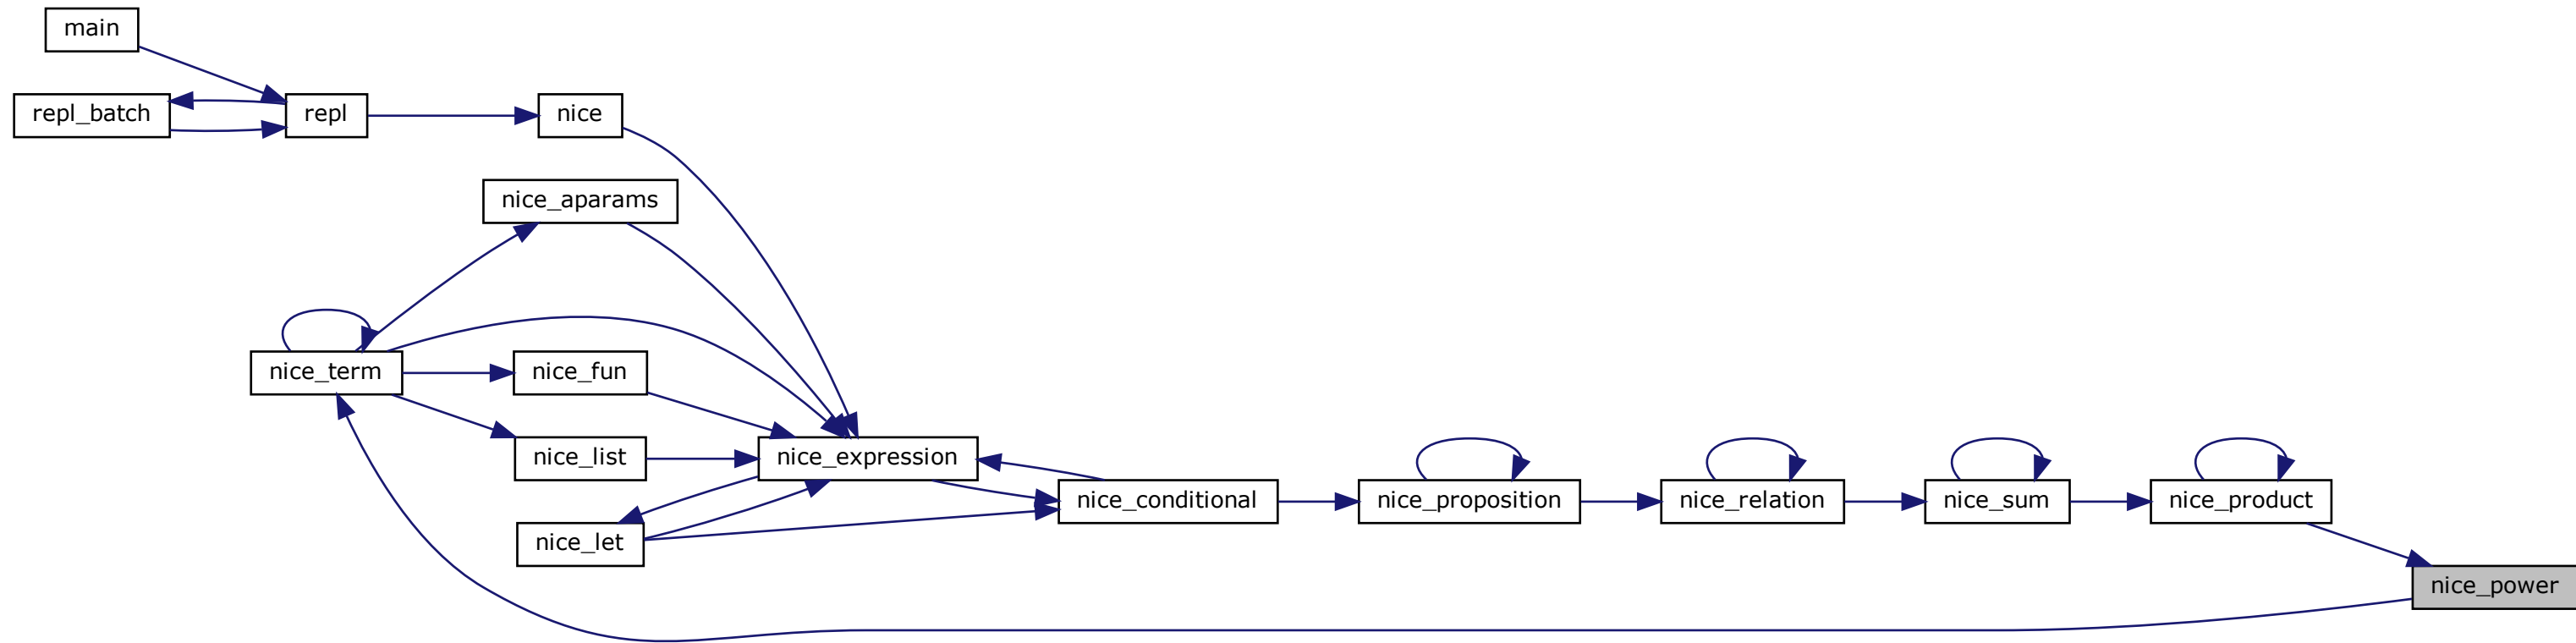 main
repl_batch
repl
nice
nice_aparams
nice_term
nice_fun
nice_list
nice_expression
nice_let
nice_conditional
nice_proposition
nice_relation
nice_sum
nice_product
nice_power